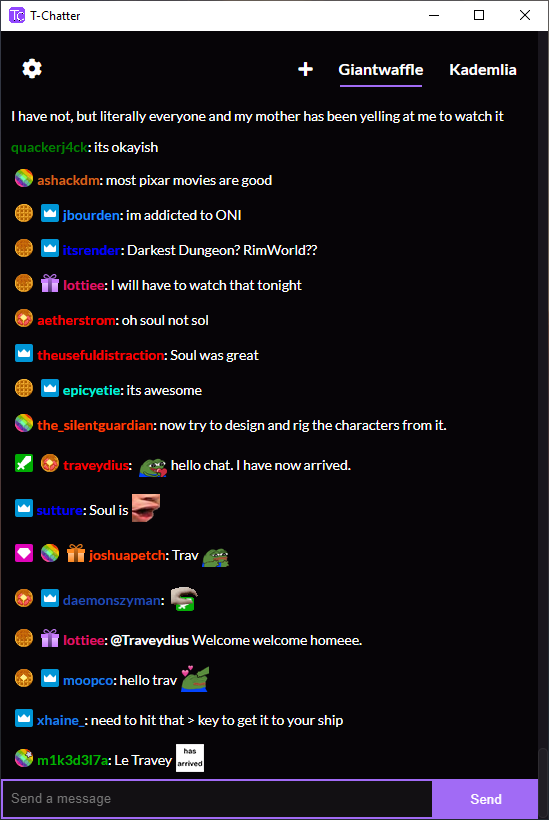 TC T-Chatter
+ Giantwaffle Kademlia
I have not, but literally everyone and my mother has been yelling at me to watch it
quackerj4ck: its okayish
ashackdm: most pixar movies are good
jbourden: im addicted to ONI
itsrender: Darkest Dungeon? RimWorld??
lottiee: I will have to watch that tonight
aetherstrom: oh soul not sol
theusefuldistraction: Soul was great
epicyetie: its awesome
the_silentguardian: now try to design and rig the characters from it.
traveydius: hello chat. I have now arrived.
sutture: Soul is
joshuapetch: Trav
daemonszyman:
lottiee: @Traveydius Welcome welcome homeee.
moopco: hello trav
xhaine_: need to hit that > key to get it to your ship
m1k3d3l7a: Le Travey has
arrived
Send a message Send